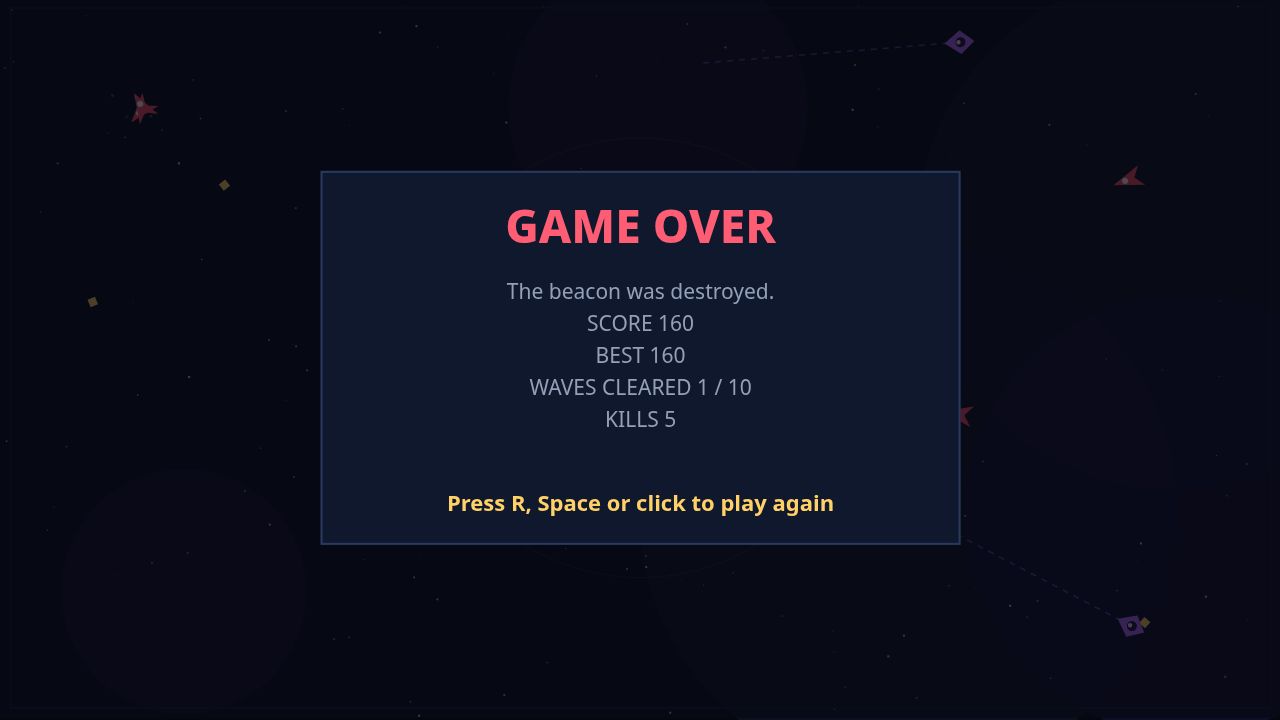 GAME OVER
The beacon was destroyed.
SCORE 160
BEST 160
WAVES CLEARED 1 / 10
KILLS 5
Press R, Space or click to play again